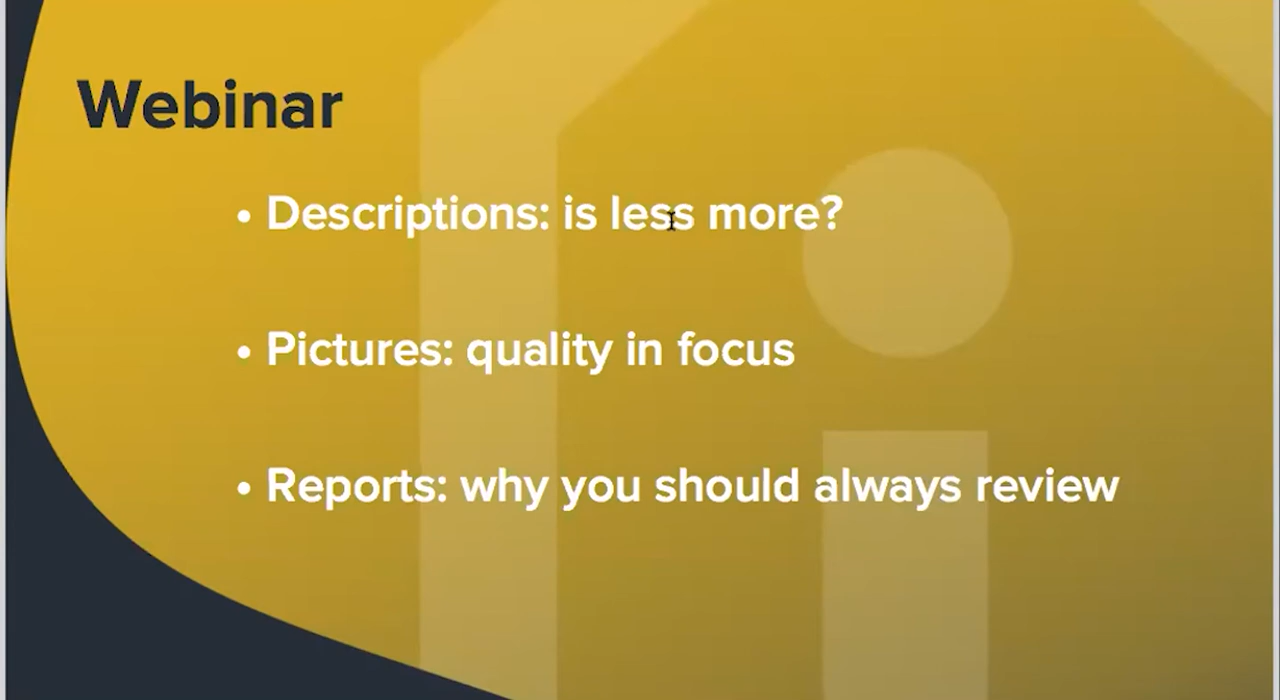 Webinar
• Descriptions: is less more?
• Pictures: quality in focus
• Reports: why you should always review